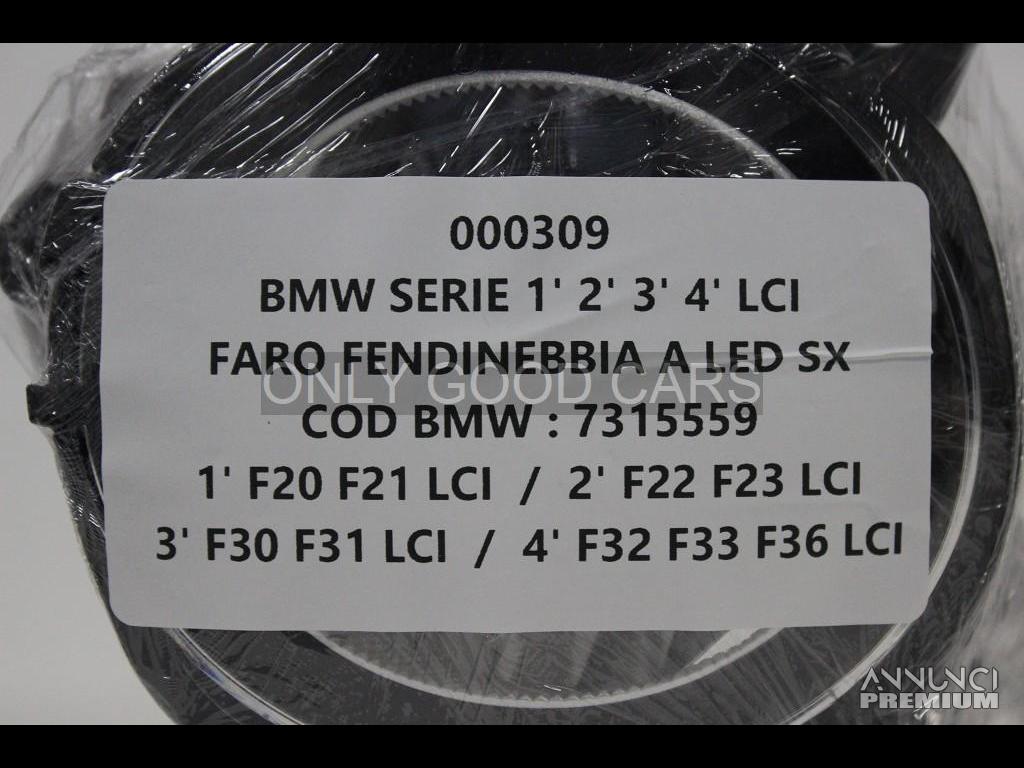 000309
BMW SERIE 1' 2' 3' 4' LCI
FARO FENDINEBBIA A LED SX
ONLY GOOD CARS
COD BMW : 7315559
1' F20 F21 LCI / 2' F22 F23 LCI
3' F30 F31 LCI / 4' F32 F33 F36 LCI
ANNUNCI
PREMIUM